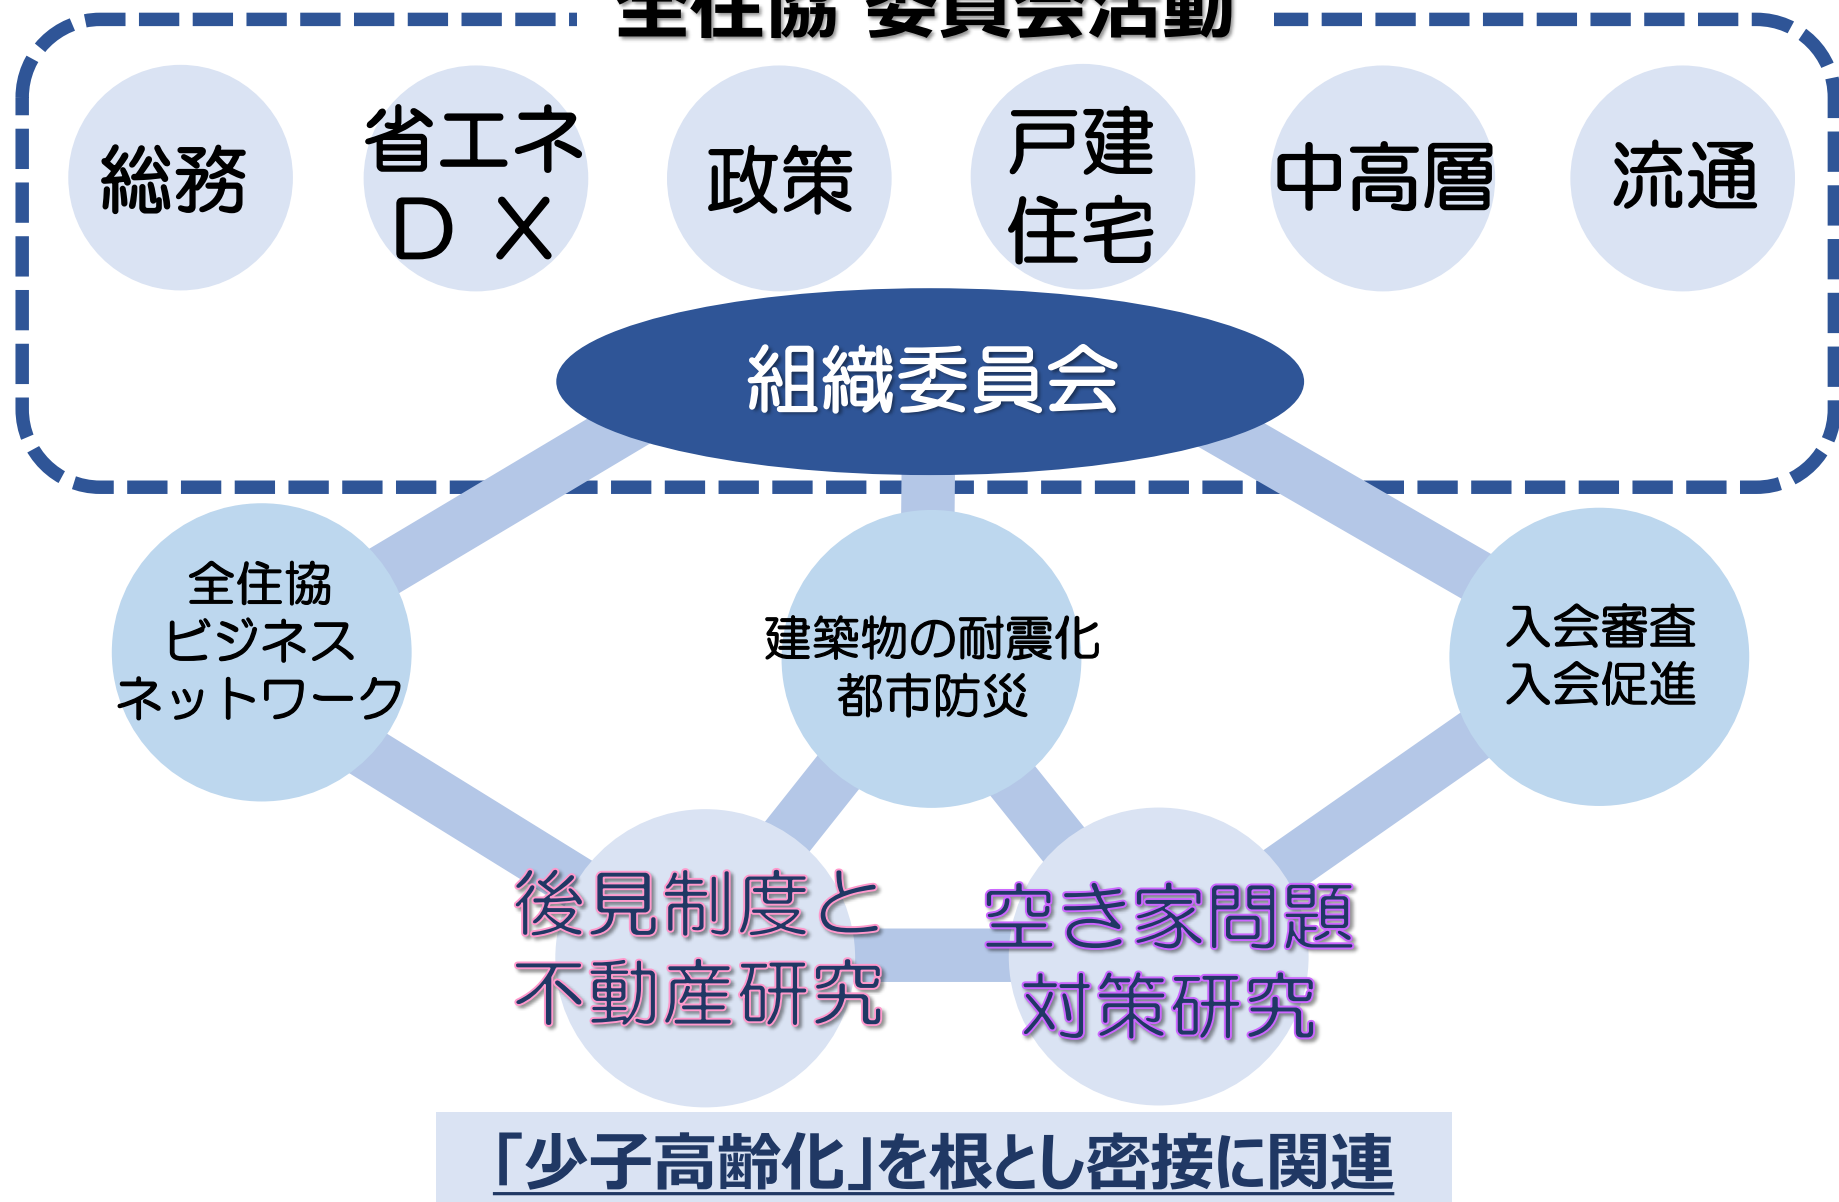 全住協 委員会活動
総務
省エネ
ＤＸ
政策
戸建
住宅
中高層
流通
組織委員会
全住協
ビジネス
ネットワーク
建築物の耐震化
都市防災
入会審査
入会促進
後見制度と
不動産研究
空き家問題
対策研究
「少子高齢化」を根とし密接に関連